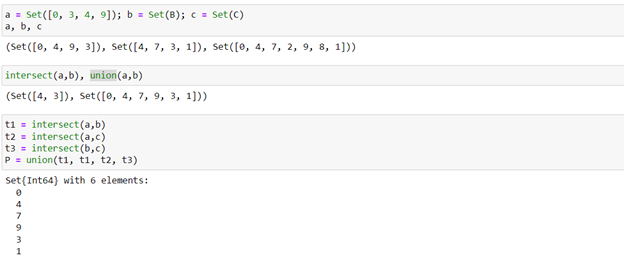 a = Set([0, 3, 4, 9]); b = Set(B); c = Set(C)
a, b, c
(Set([0, 4, 9, 3]), Set([4, 7, 3, 1]), Set([0, 4, 7, 2, 9, 8, 1]))
intersect(a,b), union(a,b)
(Set([4, 3]), Set([0, 4, 7, 9, 3, 1]))
t1 = intersect(a,b)
t2 = intersect(a,c)
t3 = intersect(b,c)
P = union(t1, t1, t2, t3)
Set{Int64} with 6 elements:
0
4
7
9
3
1